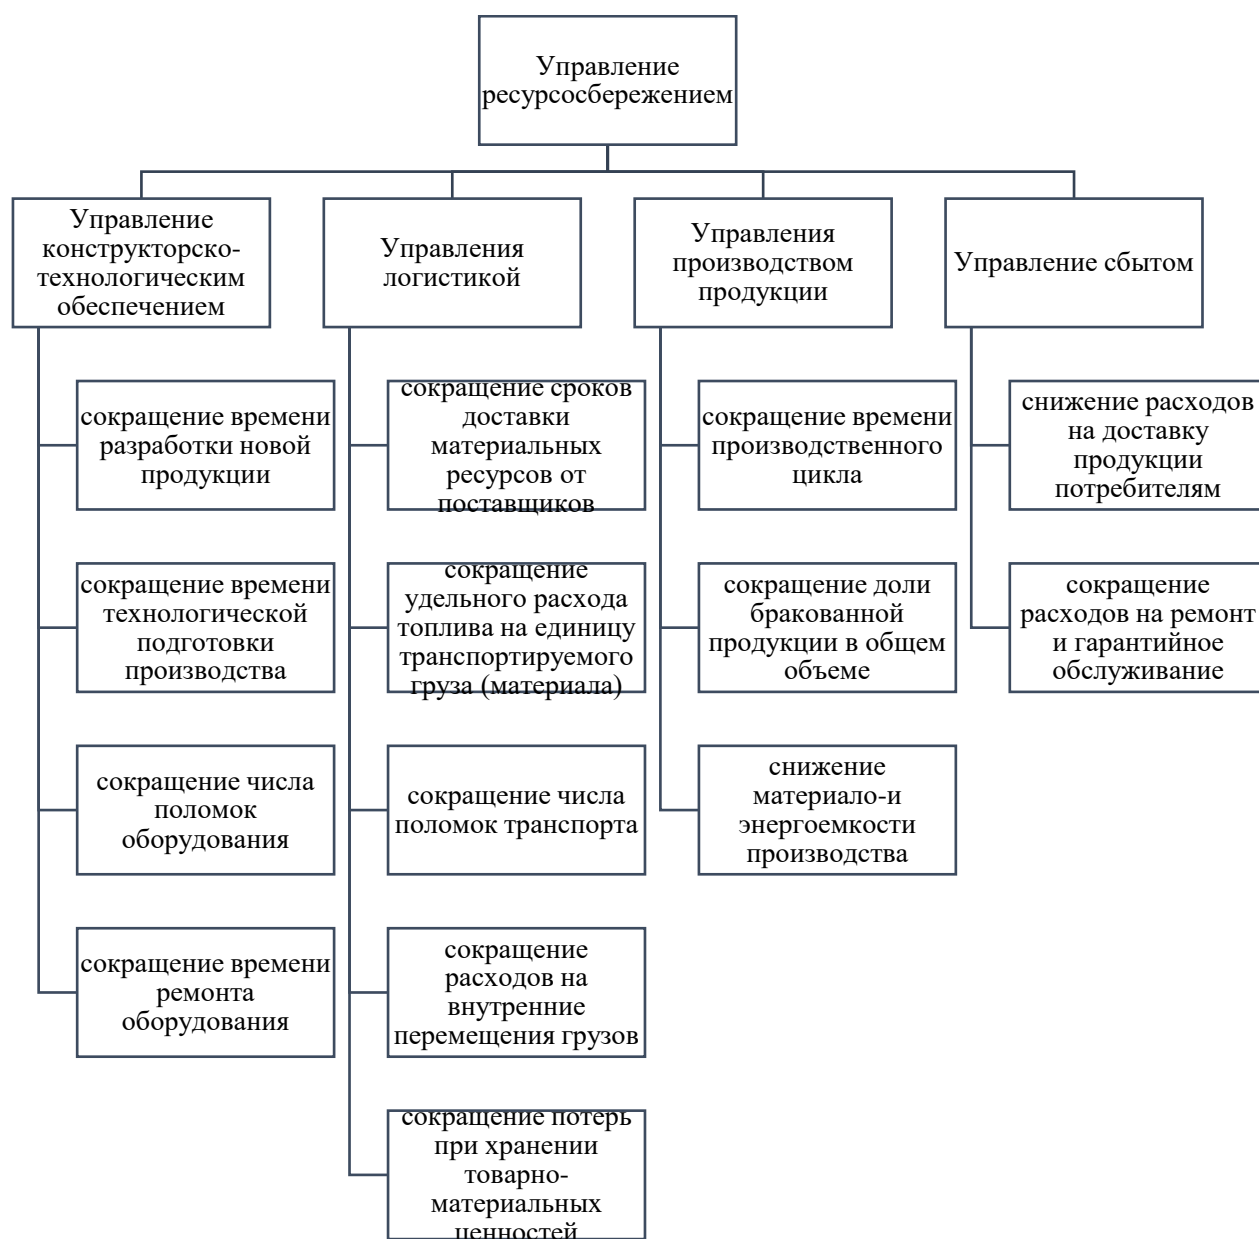 Управление
ресурсосбережением
Управление
конструкторско-
технологическим
обеспечением
сокращение времени
разработки новой
продукции
сокращение времени
технологической
подготовки
производства
сокращение числа
поломок
оборудования
сокращение времени
ремонта
оборудования
Управления
логистикой
сокращение сроков
доставки
материальных
ресурсов от
поставщиков
сокращение
удельного расхода
топлива на единицу
транспортируемого
груза (материала)
сокращение числа
поломок транспорта
сокращение
расходов на
внутренние
перемещения грузов
сокращение потерь
при хранении
товарно-
материальных
ценностей
Управления
производством
продукции
сокращение времени
производственного
цикла
сокращение доли
бракованной
продукции в общем
объеме
снижение
материало-и
энергоемкости
производства
Управление сбытом
снижение расходов
на доставку
продукции
потребителям
сокращение
расходов на ремонт
и гарантийное
обслуживание